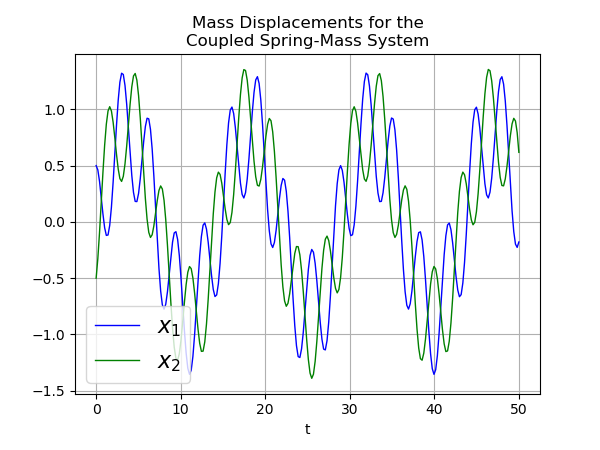 Mass Displacements for the
Coupled Spring-Mass System
1.0
0.5
0.0
−0.5
−1.0
−1.5
x₁
x₂
0 10 20 30 40 50
t